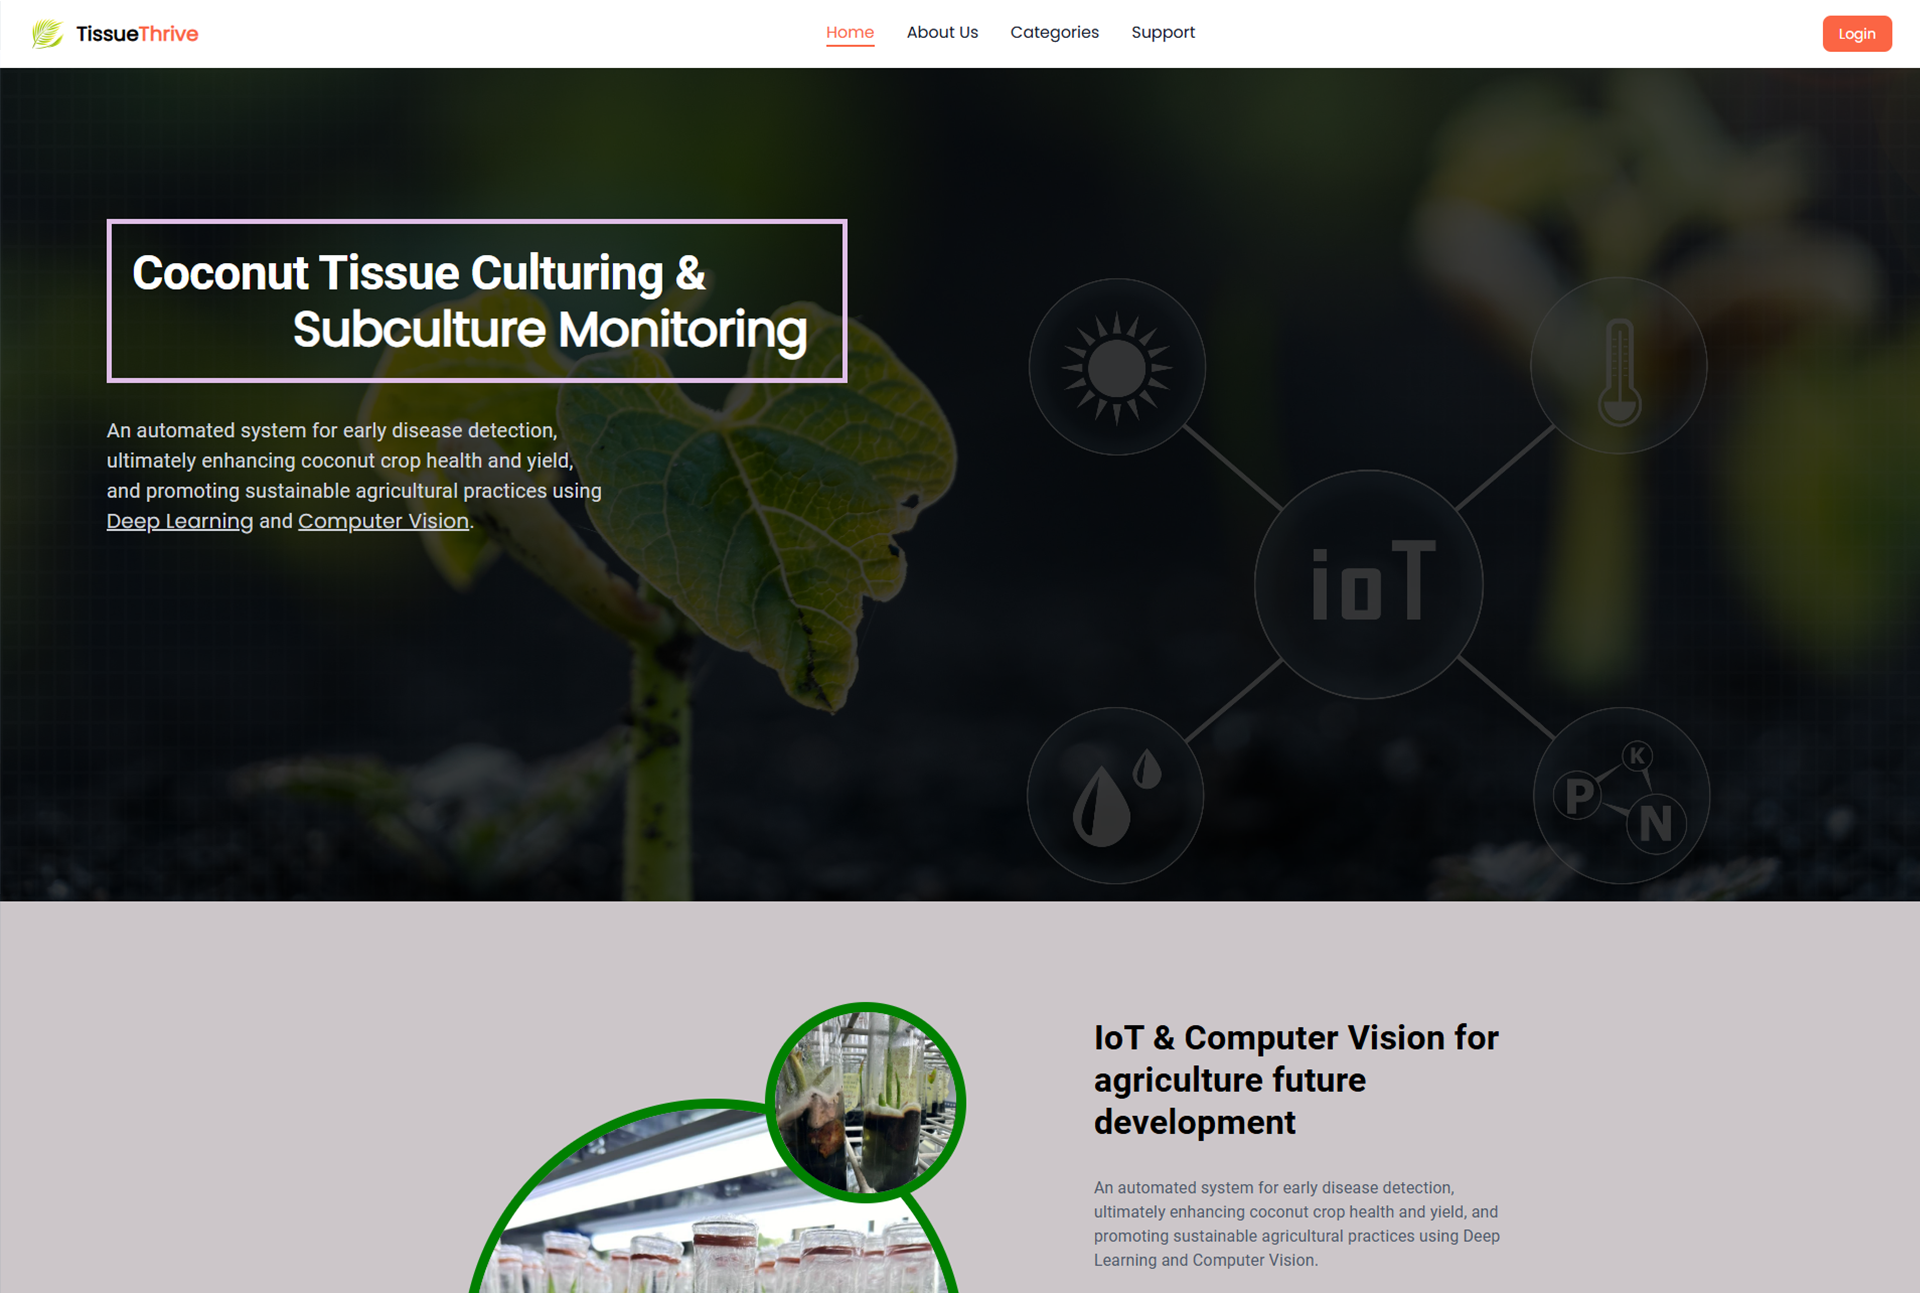 TissueThrive
Home About Us Categories Support
Login
Coconut Tissue Culturing &
Subculture Monitoring
An automated system for early disease detection,
ultimately enhancing coconut crop health and yield,
and promoting sustainable agricultural practices using
Deep Learning and Computer Vision.
ioT
K
P
N
IoT & Computer Vision for
agriculture future
development
An automated system for early disease detection,
ultimately enhancing coconut crop health and yield, and
promoting sustainable agricultural practices using Deep
Learning and Computer Vision.